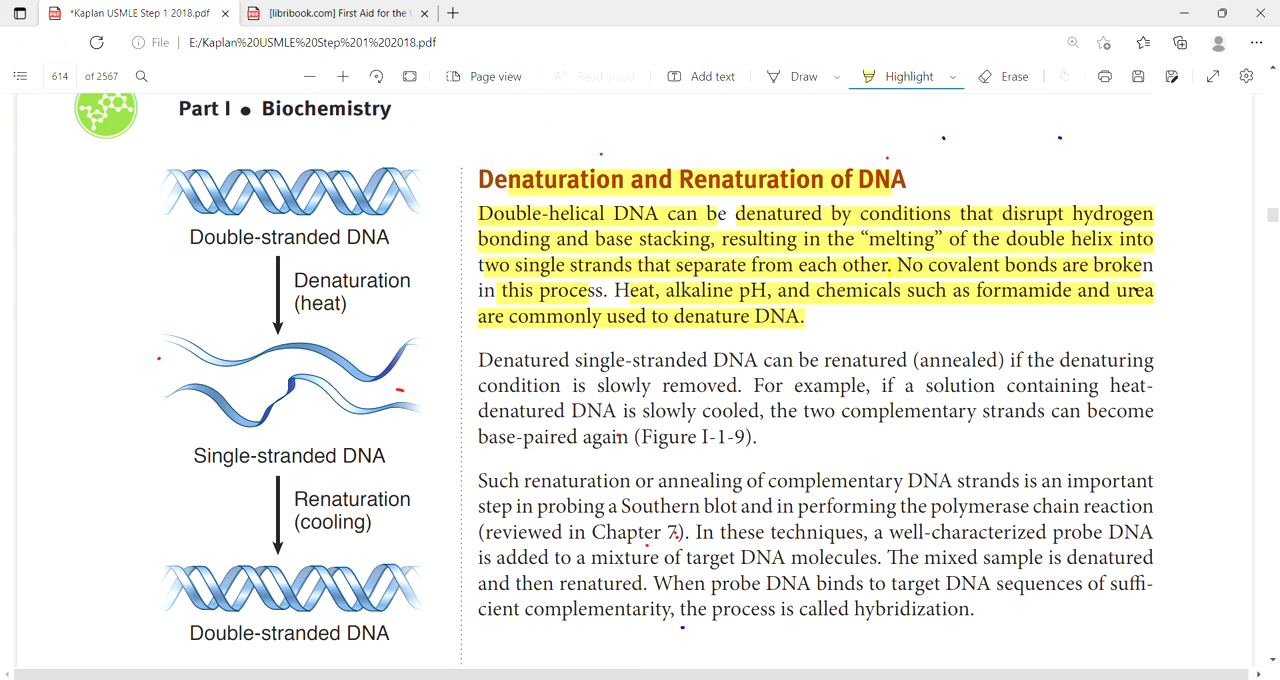 *Kaplan USMLE Step 1 2018.pdf
[libribook.com] First Aid for the U
File
E:/Kaplan%20USMLE%20Step%201%202018.pdf
614 of 2567
Page view
Read aloud
Add text
Draw
Highlight
Erase
Part I ● Biochemistry
Double-stranded DNA
Denaturation
(heat)
Single-stranded DNA
Renaturation
(cooling)
Double-stranded DNA
Denaturation and Renaturation of DNA
Double-helical DNA can be denatured by conditions that disrupt hydrogen
bonding and base stacking, resulting in the “melting” of the double helix into
two single strands that separate from each other. No covalent bonds are broken
in this process. Heat, alkaline pH, and chemicals such as formamide and urea
are commonly used to denature DNA.
Denatured single-stranded DNA can be renatured (annealed) if the denaturing
condition is slowly removed. For example, if a solution containing heat-
denatured DNA is slowly cooled, the two complementary strands can become
base-paired again (Figure I-1-9).
Such renaturation or annealing of complementary DNA strands is an important
step in probing a Southern blot and in performing the polymerase chain reaction
(reviewed in Chapter 7). In these techniques, a well-characterized probe DNA
is added to a mixture of target DNA molecules. The mixed sample is denatured
and then renatured. When probe DNA binds to target DNA sequences of suffi-
cient complementarity, the process is called hybridization.